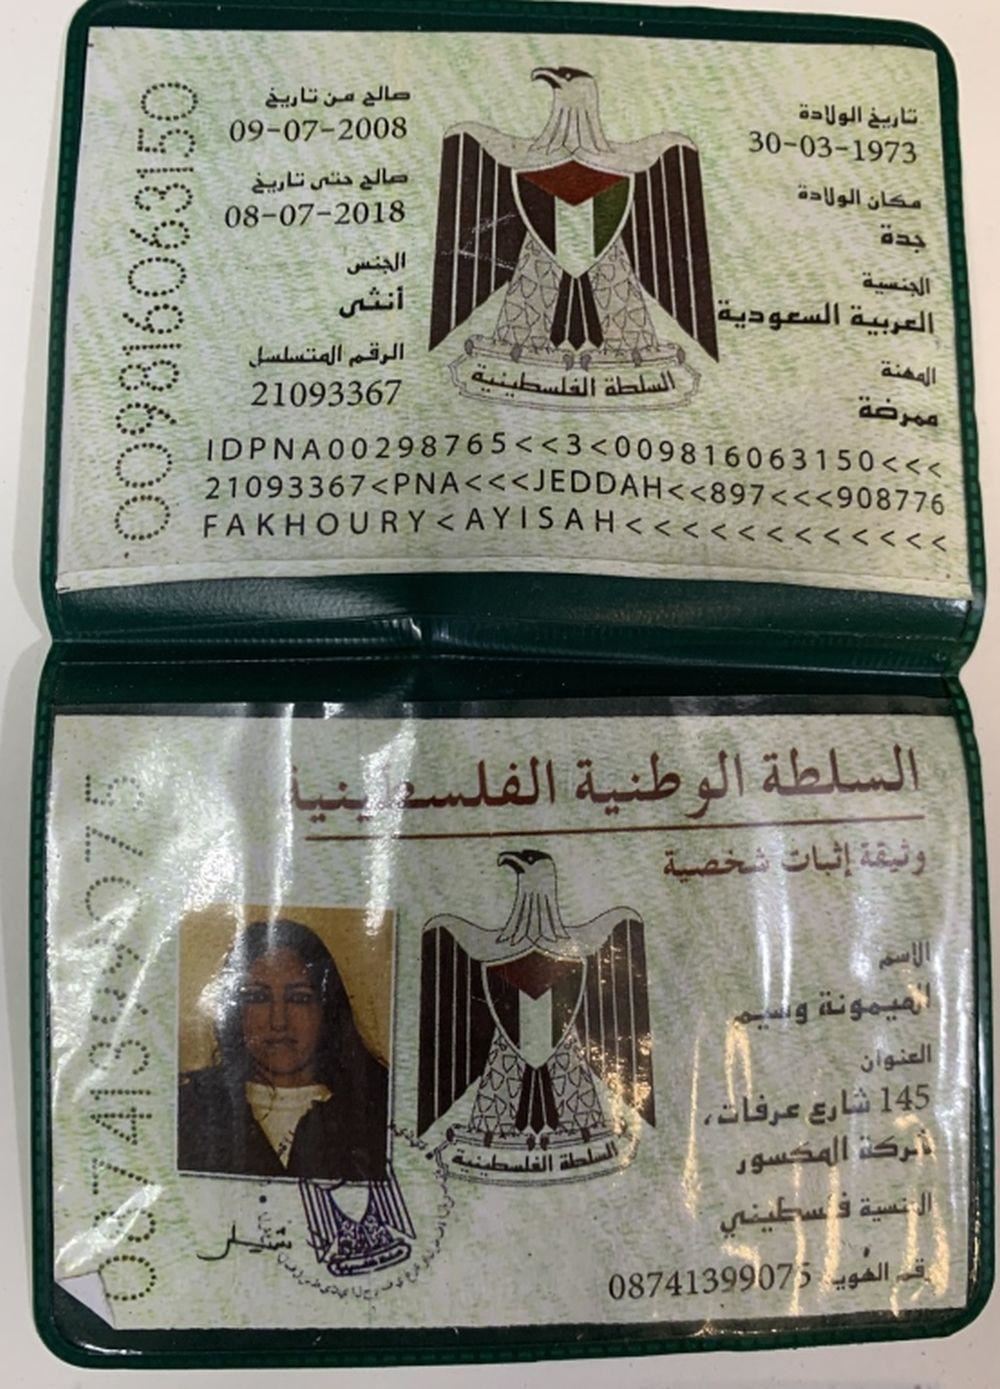 صالح من تاريخ
09-07-2008
صالح حتى تاريخ
08-07-2018
الجنس
أنثى
الرقم المتسلسل
21093367
تاريخ الولادة
30-03-1973
مكان الولادة
جدة
الجنسية
العربية السعودية
المهنة
ممرضة
السلطة الفلسطينية
009816063150
IDPNA00298765<<3<009816063150<<<
21093367<PNA<<<JEDDAH<<897<<<908776
FAKHOURY<AYISAH<<<<<<<<<<<<
السلطة الوطنية الفلسطينية
وثيقة إثبات شخصية
الاسم
الميمونة وسيم
العنوان
145 شارع عرفات،
المكسور
الجنسية فلسطيني
08741399075
السلطة الفلسطينية